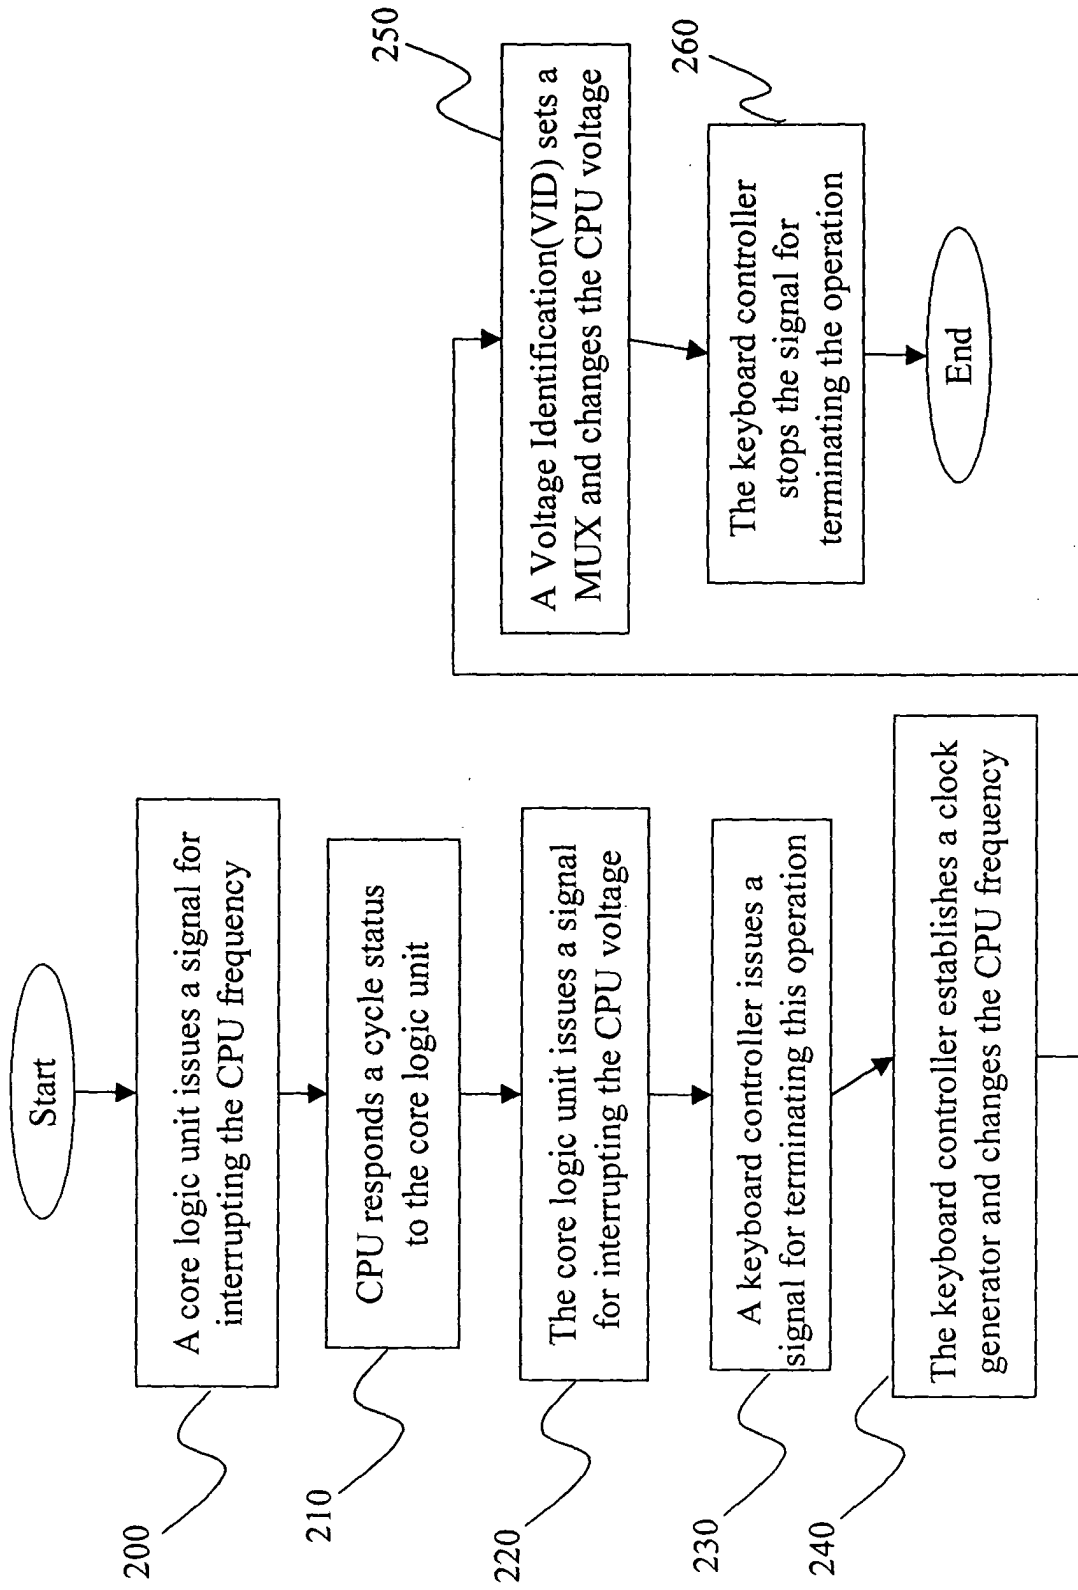 Start
200
A core logic unit issues a signal for
interrupting the CPU frequency
210
CPU responds a cycle status
to the core logic unit
220
The core logic unit issues a signal
for interrupting the CPU voltage
230
A keyboard controller issues a
signal for terminating this operation
240
The keyboard controller establishes a clock
generator and changes the CPU frequency
250
A Voltage Identification(VID) sets a
MUX and changes the CPU voltage
260
The keyboard controller
stops the signal for
terminating the operation
End